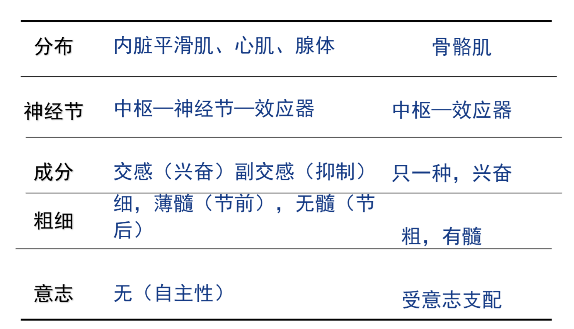 分布 内脏平滑肌、心肌、腺体 骨骼肌
神经节 中枢—神经节—效应器 中枢—效应器
成分 交感（兴奋）副交感（抑制） 只一种，兴奋
粗细 细，薄髓（节前），无髓（节
后） 粗，有髓
意志 无（自主性） 受意志支配